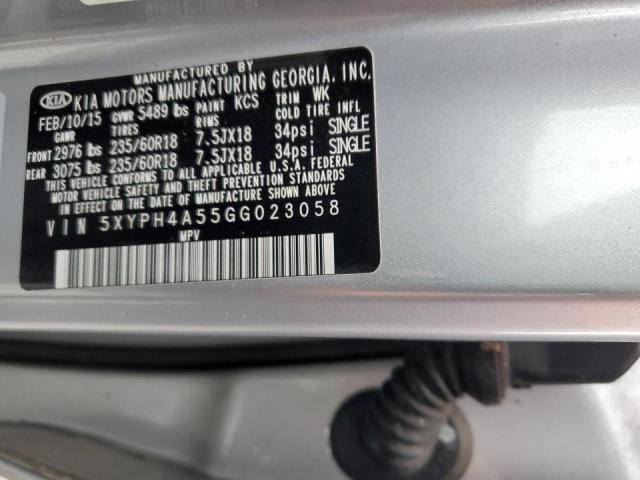 MANUFACTURED BY
KIA KIA MOTORS MANUFACTURING GEORGIA, INC.
FEB/10/15 GVWR 5489 lbs PAINT KCS TRIM WK
GAWR TIRES RIMS COLD TIRE INFL
FRONT 2976 lbs 235/60R18 7.5JX18 34psi SINGLE
REAR 3075 lbs 235/60R18 7.5JX18 34psi SINGLE
THIS VEHICLE CONFORMS TO ALL APPLICABLE U.S.A. FEDERAL
MOTOR VEHICLE SAFETY AND THEFT PREVENTION STANDARDS
IN EFFECT ON THE DATE OF MANUFACTURE SHOWN ABOVE.
VIN 5XYPH4A55GG023058
MPV